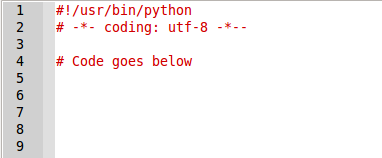 1 #!/usr/bin/python
2 # -*- coding: utf-8 -*--
3
4 # Code goes below
5
6
7
8
9